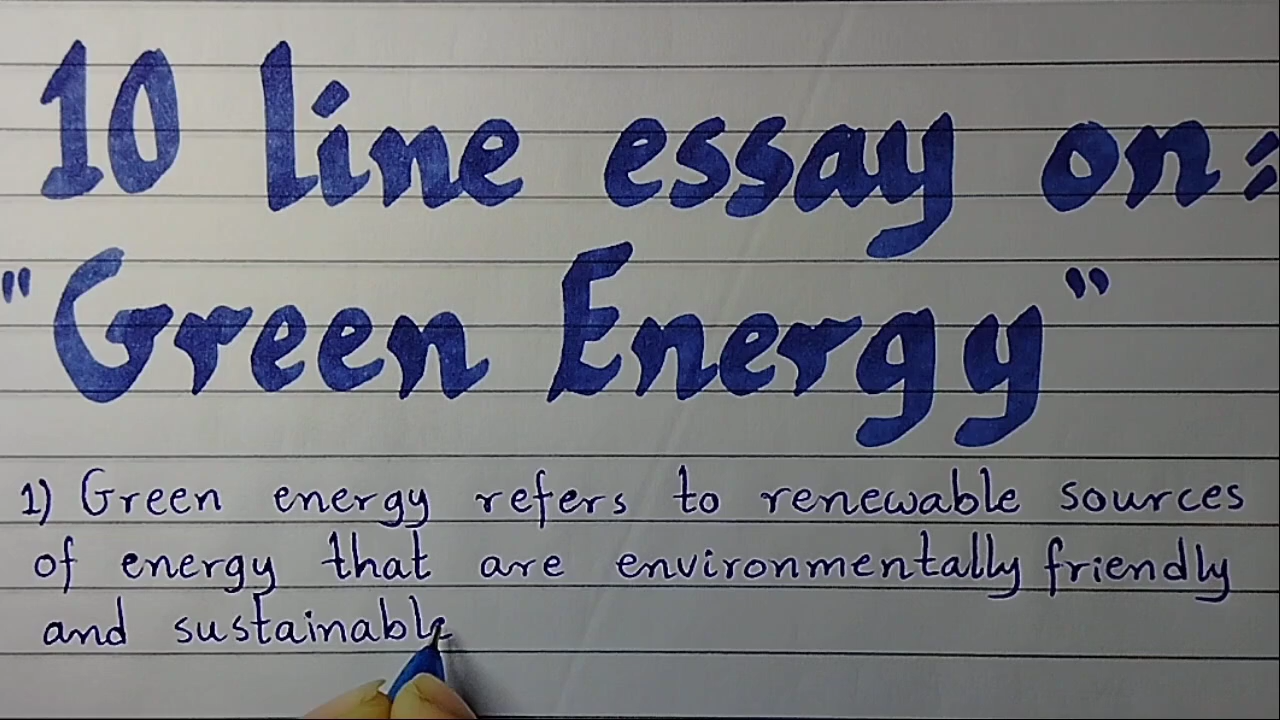 10 line essay on:
"Green Energy"
1) Green energy refers to renewable sources
of energy that are environmentally friendly
and sustainable